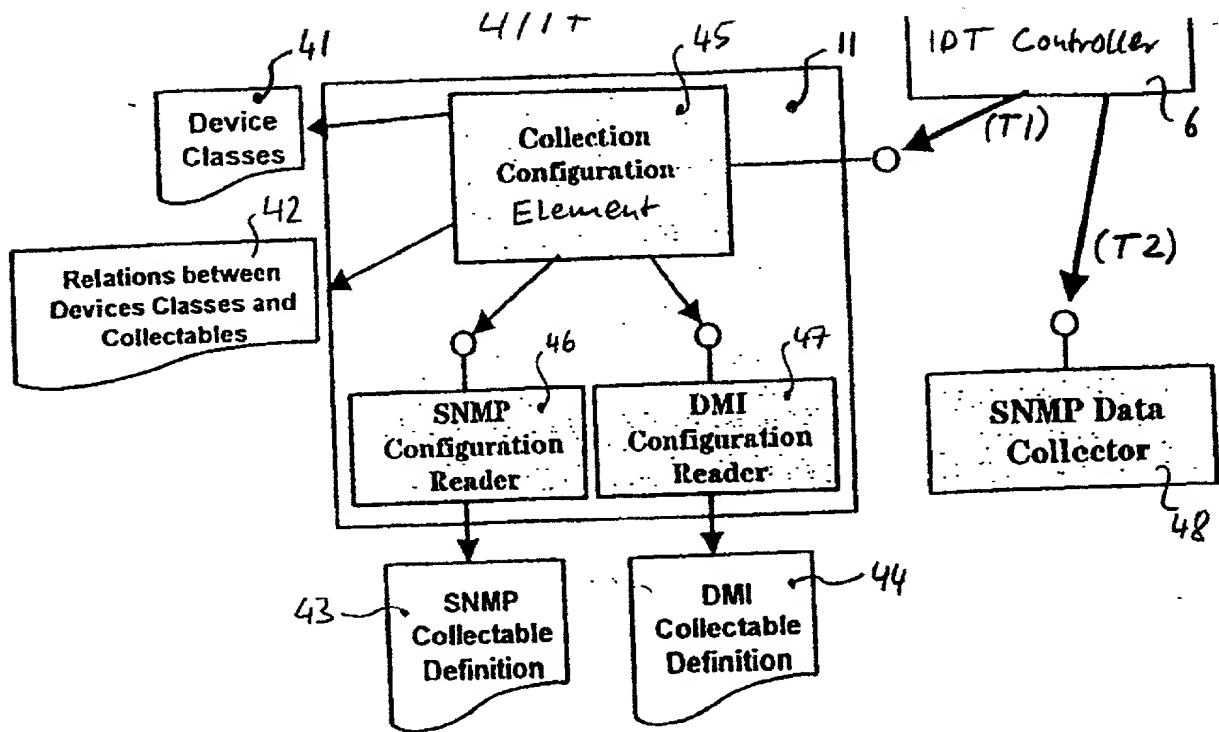 4/17
41
45
11
IDT Controller
6
Device
Classes
Collection
Configuration
Element
(T1)
(T2)
42
Relations between
Devices Classes and
Collectables
46
47
SNMP
Configuration
Reader
DMI
Configuration
Reader
SNMP Data
Collector
48
43
SNMP
Collectable
Definition
44
DMI
Collectable
Definition